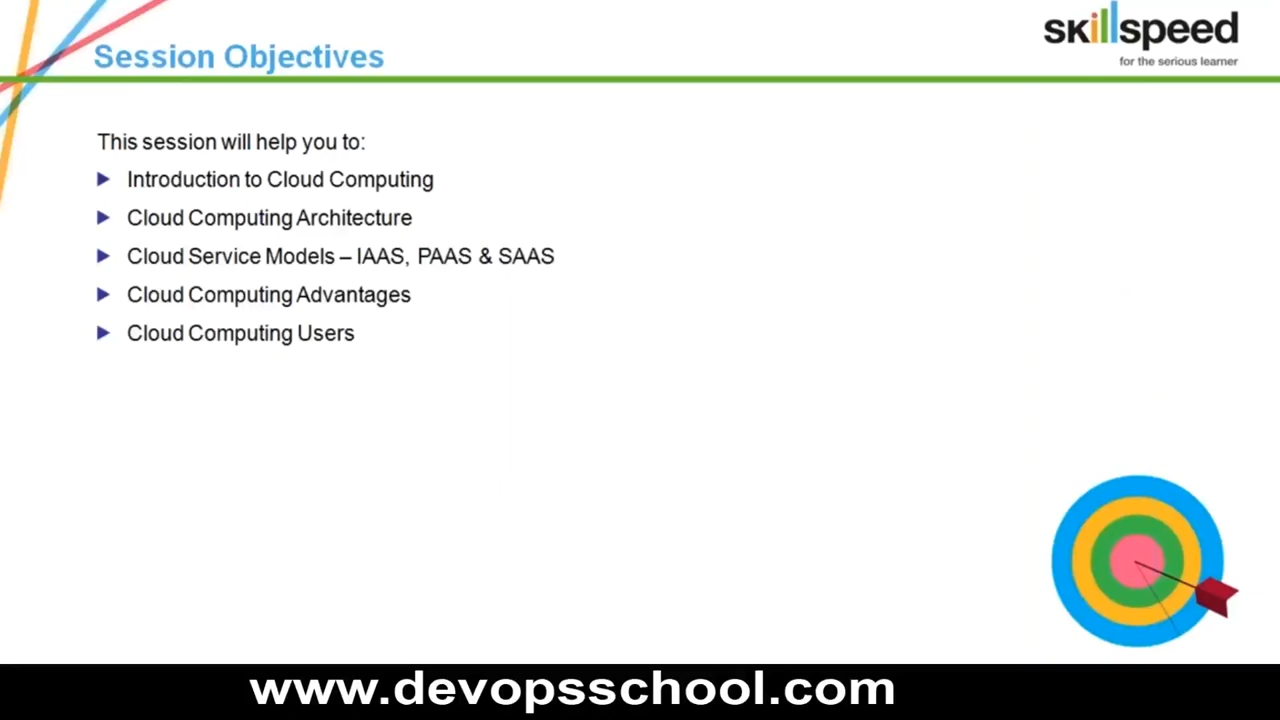 Session Objectives
skillspeed
for the serious learner
This session will help you to:
Introduction to Cloud Computing
Cloud Computing Architecture
Cloud Service Models – IAAS, PAAS & SAAS
Cloud Computing Advantages
Cloud Computing Users
www.devopsschool.com